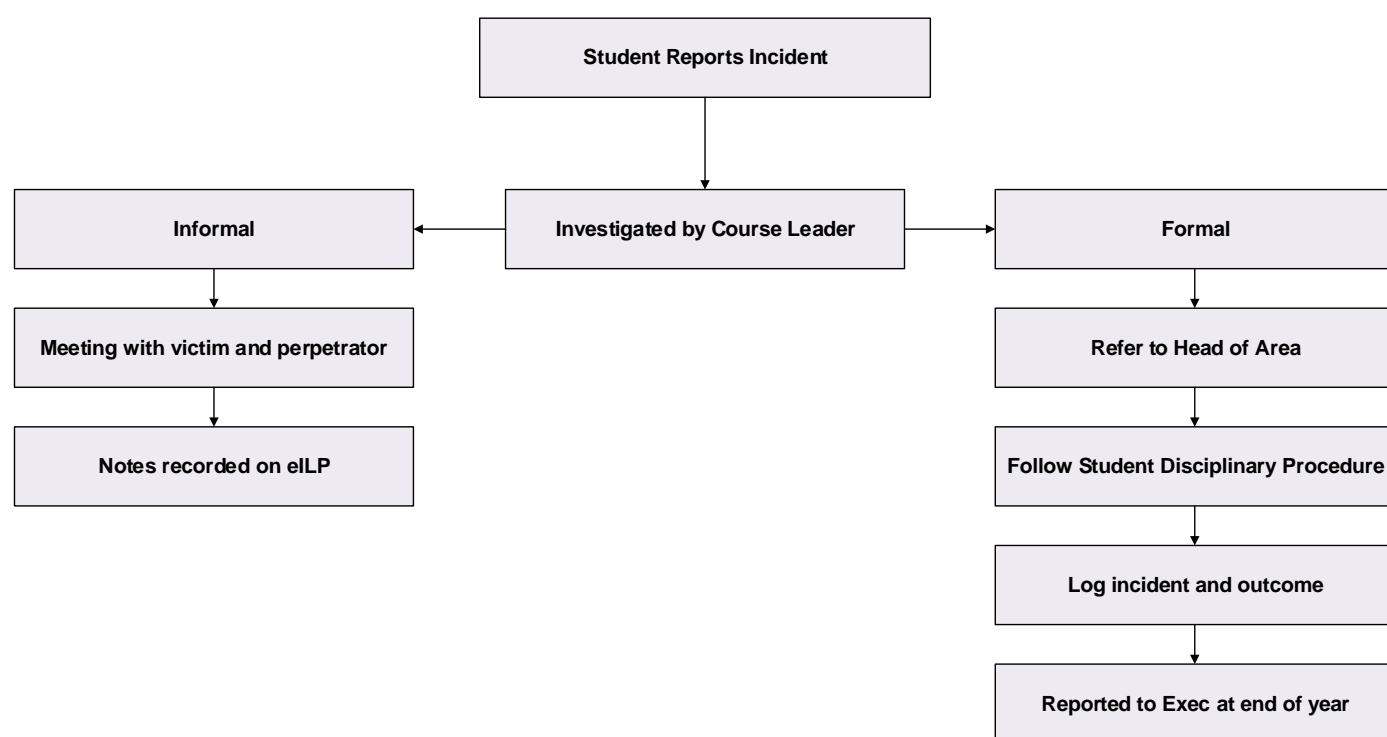 Student Reports Incident
Informal
Investigated by Course Leader
Formal
Meeting with victim and perpetrator
Refer to Head of Area
Notes recorded on eILP
Follow Student Disciplinary Procedure
Log incident and outcome
Reported to Exec at end of year